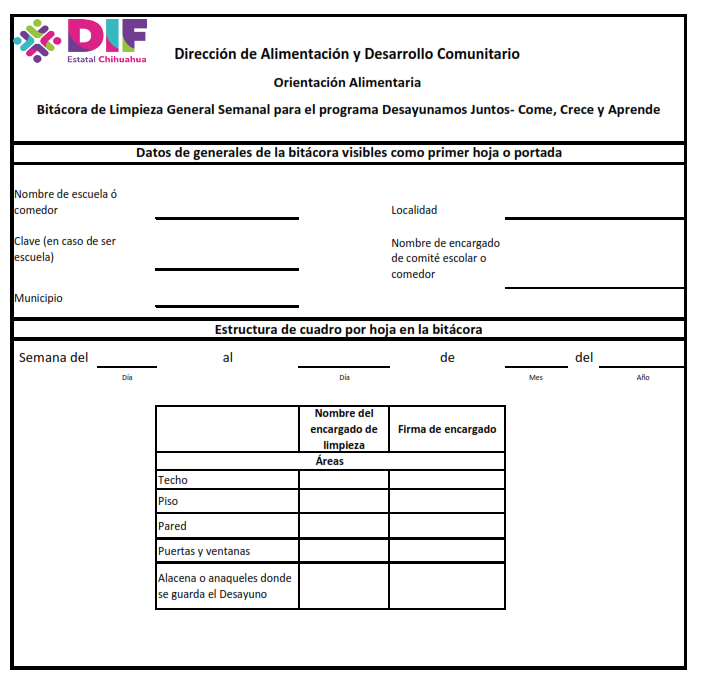 DIF
Estatal Chihuahua
Dirección de Alimentación y Desarrollo Comunitario
Orientación Alimentaria
Bitácora de Limpieza General Semanal para el programa Desayunamos Juntos- Come, Crece y Aprende
Datos de generales de la bitácora visibles como primer hoja o portada
Nombre de escuela ó
comedor
Localidad
Clave (en caso de ser
escuela)
Nombre de encargado
de comité escolar o
comedor
Municipio
Estructura de cuadro por hoja en la bitácora
Semana del al de del
Día Día Mes Año
Nombre del
encargado de
limpieza
Firma de encargado
Áreas
Techo
Piso
Pared
Puertas y ventanas
Alacena o anaqueles donde
se guarda el Desayuno